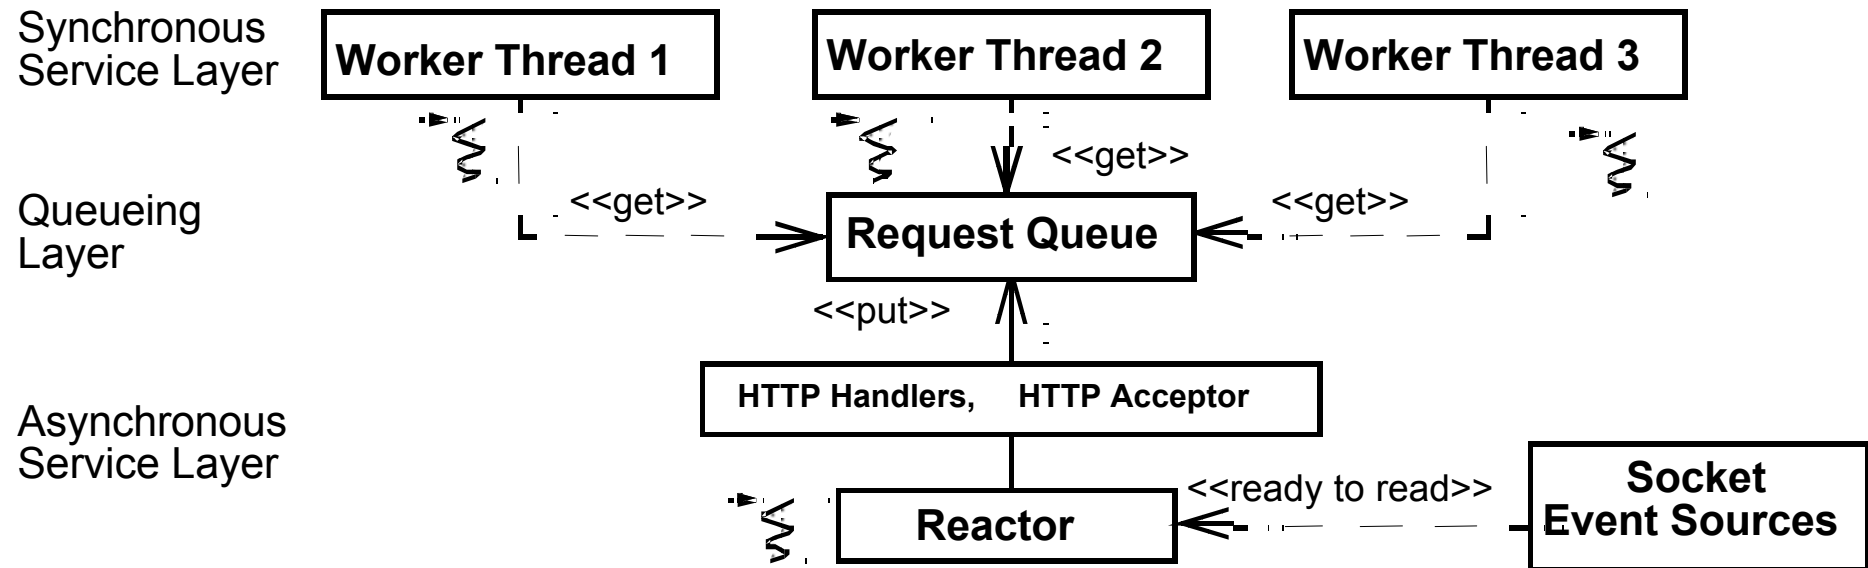 Synchronous
Service Layer
Worker Thread 1
Worker Thread 2
Worker Thread 3
<<get>>
Queueing
Layer
<<get>>
<<get>>
Request Queue
<<put>>
HTTP Handlers, HTTP Acceptor
Asynchronous
Service Layer
<<ready to read>>
Socket
Event Sources
Reactor